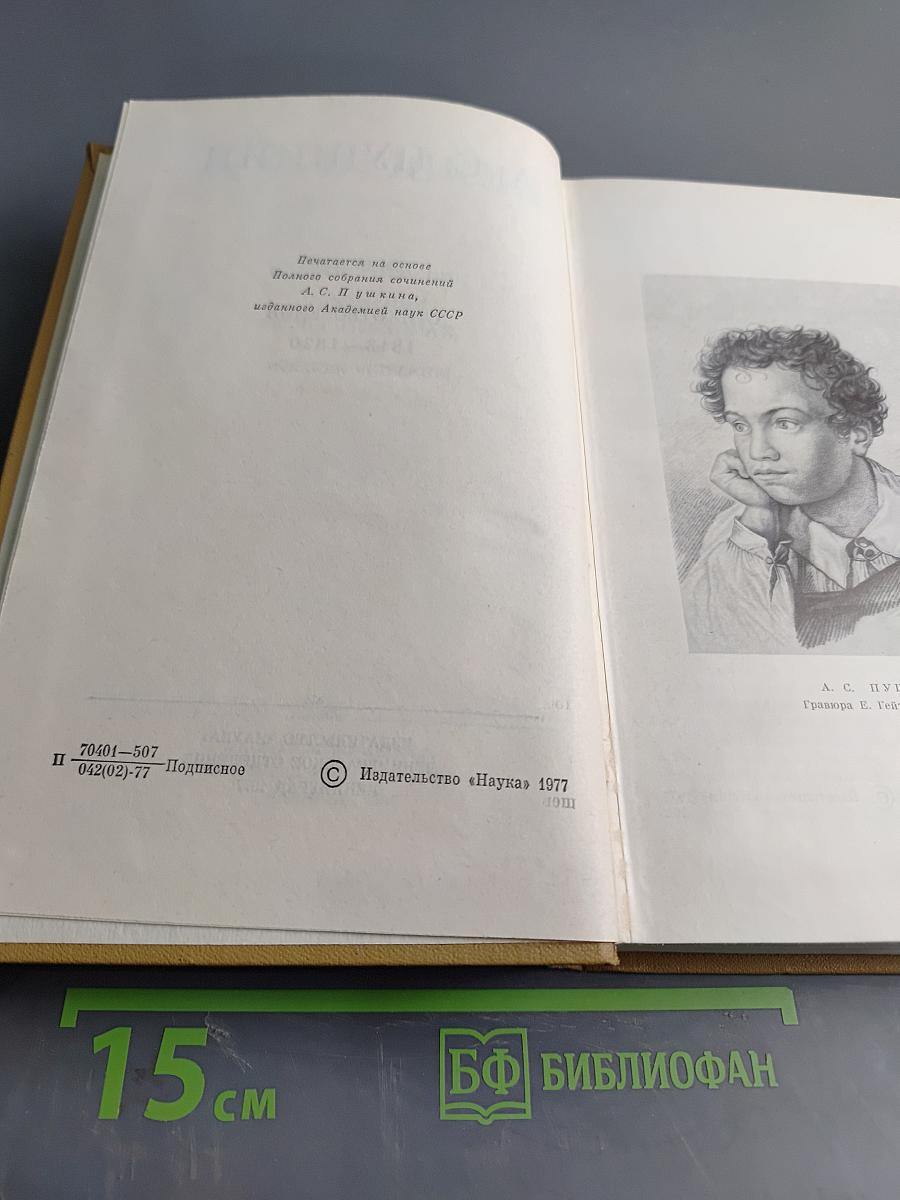 Печатается на основе
Полного собрания сочинений
А. С. Пушкина,
изданного Академией наук СССР
П 70401—507
042(02)-77 Подписное
© Издательство «Наука» 1977
А. С. ПУ
Гравюра Е. Гей
15 см
БФ БИБЛИОФАН